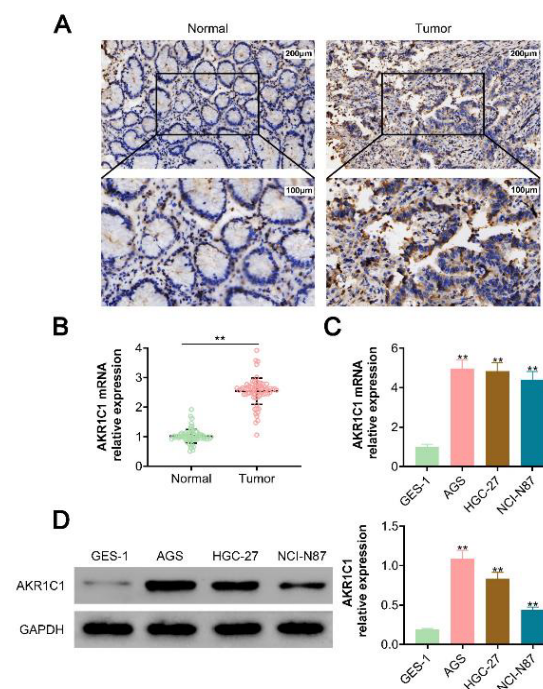 A
Normal
Tumor
200μm
200μm
100μm
100μm
B
AKR1C1 mRNA
relative expression
4
3
2
1
0
**
Normal
Tumor
C
AKR1C1 mRNA
relative expression
6
4
2
0
**
**
**
GES-1
AGS
HGC-27
NCI-N87
D
GES-1
AGS
HGC-27
NCI-N87
AKR1C1
GAPDH
AKR1C1
relative expression
1.5
1.0
0.5
0.0
**
**
**
GES-1
AGS
HGC-27
NCI-N87